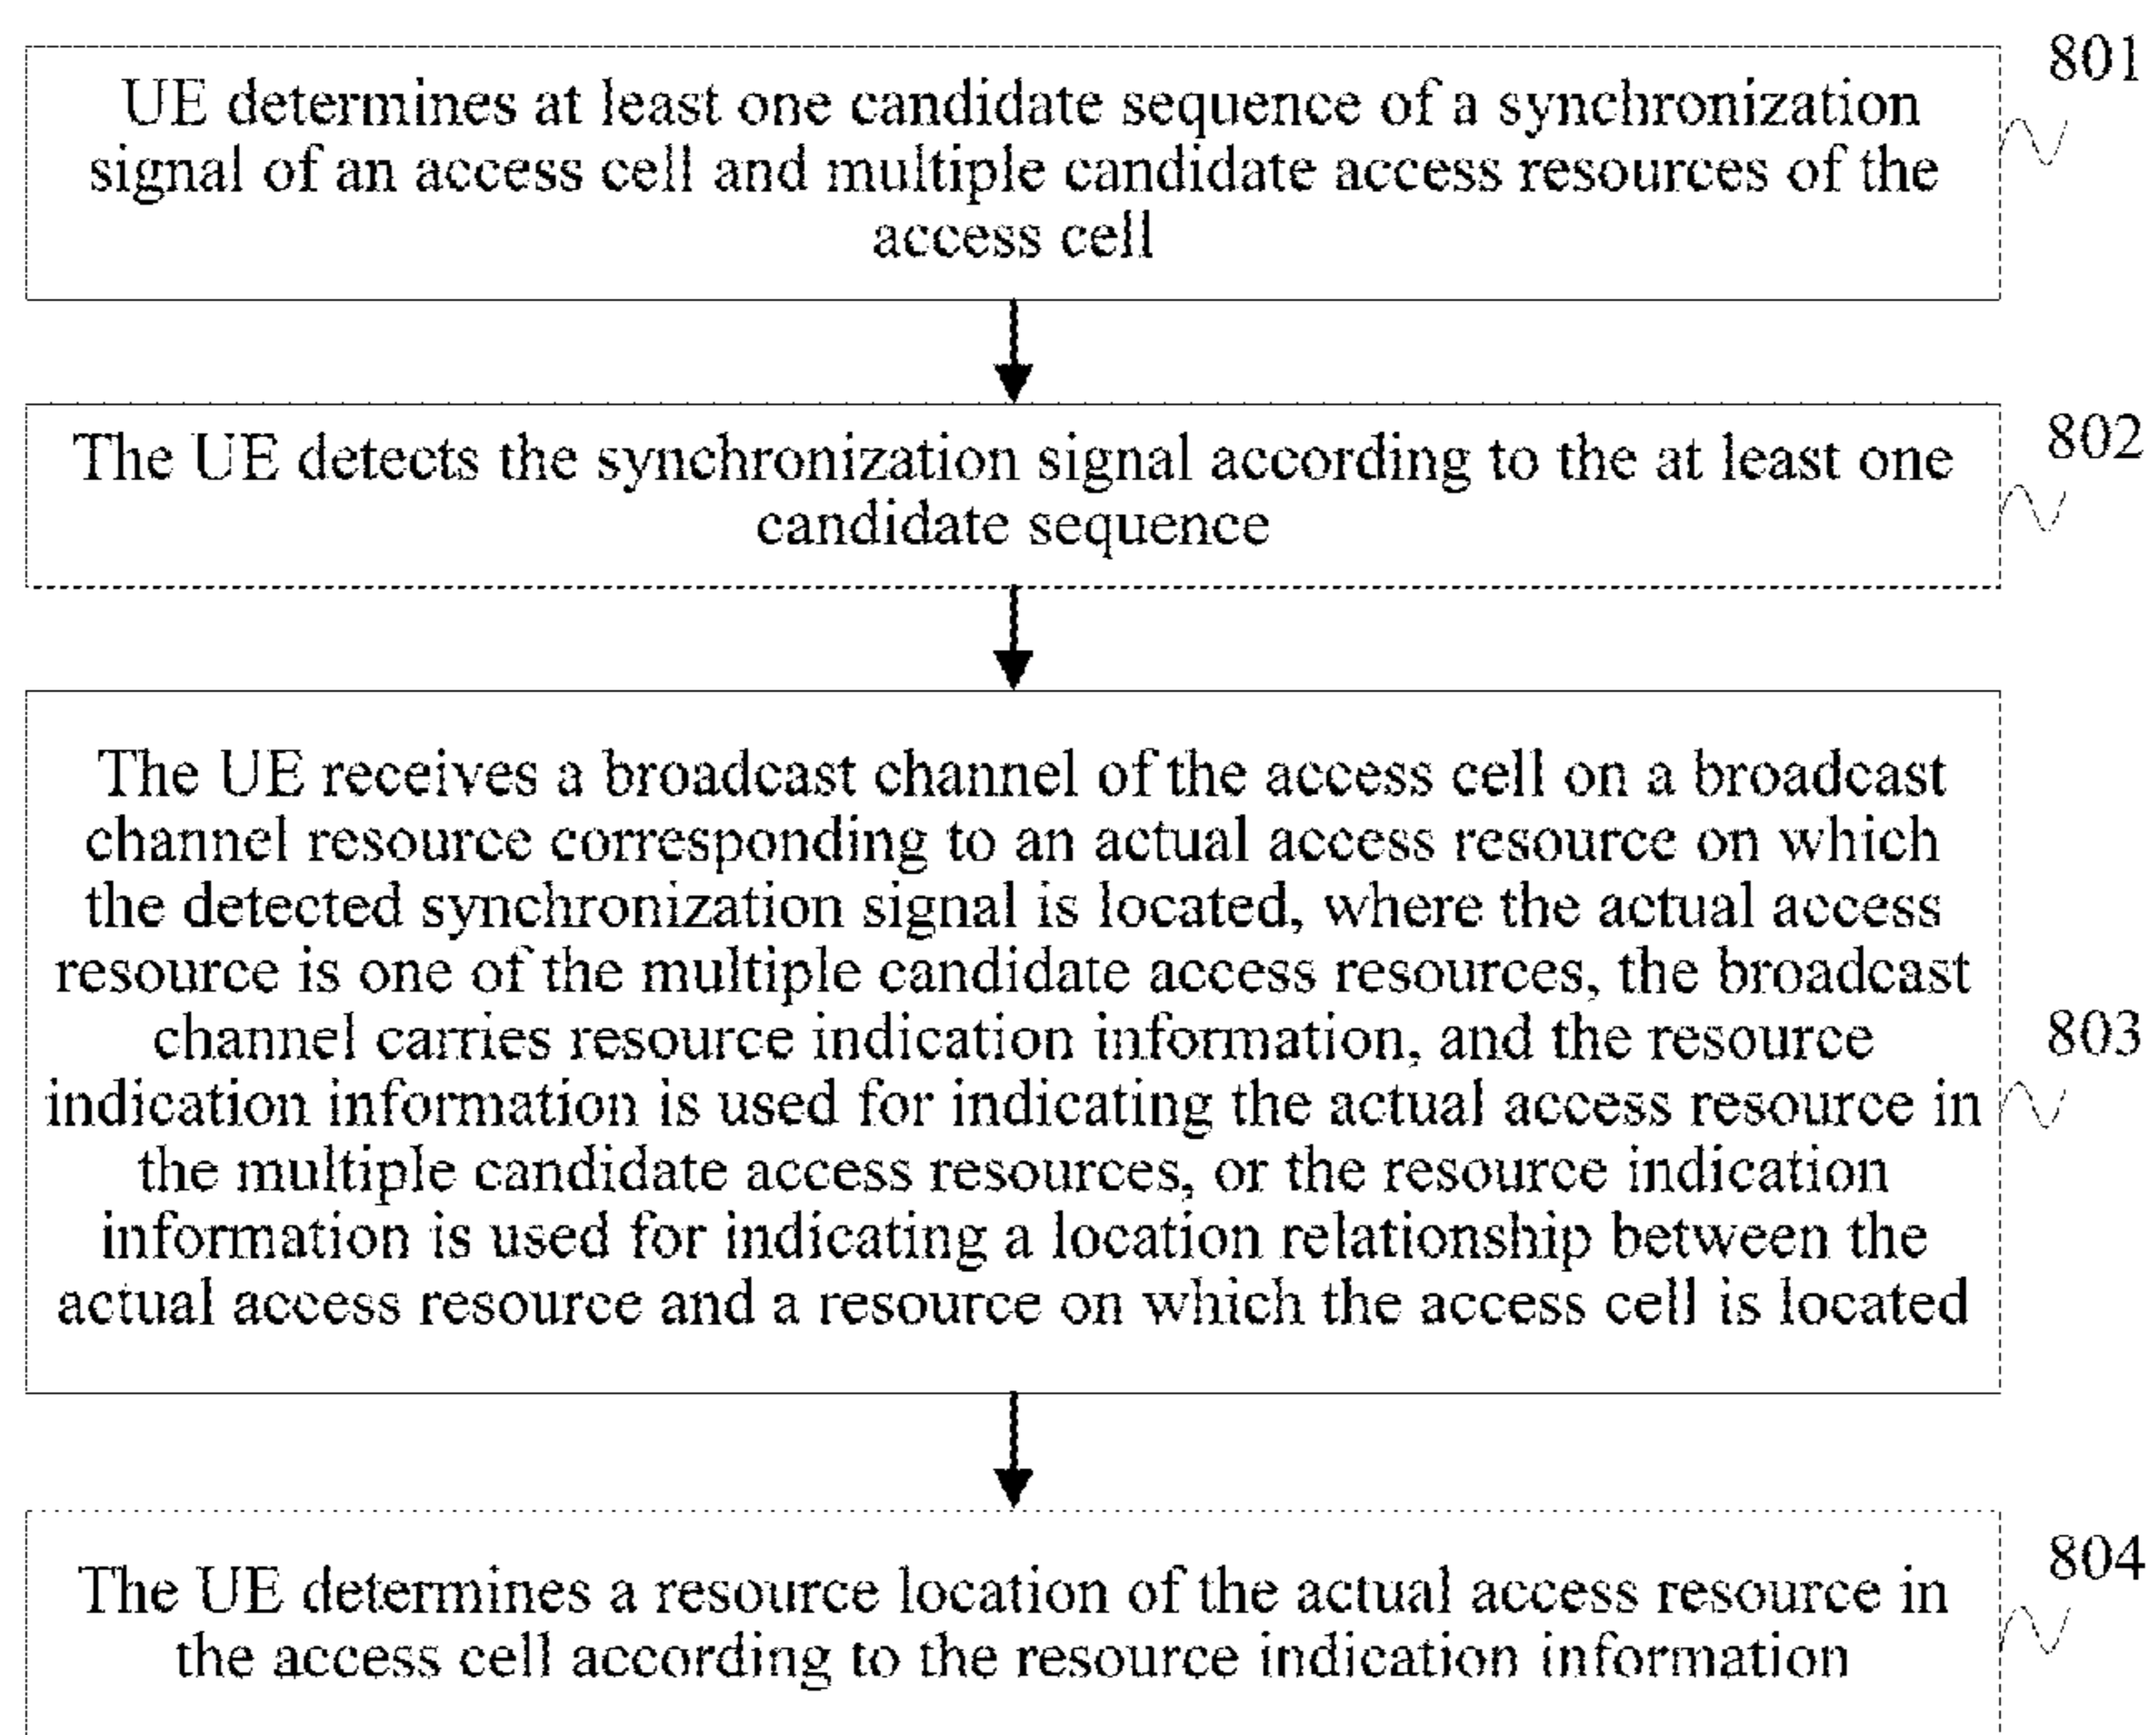 801
UE determines at least one candidate sequence of a synchronization
signal of an access cell and multiple candidate access resources of the
access cell
802
The UE detects the synchronization signal according to the at least one
candidate sequence
The UE receives a broadcast channel of the access cell on a broadcast
channel resource corresponding to an actual access resource on which
the detected synchronization signal is located, where the actual access
resource is one of the multiple candidate access resources, the broadcast
channel carries resource indication information, and the resource
803
indication information is used for indicating the actual access resource in
the multiple candidate access resources, or the resource indication
information is used for indicating a location relationship between the
actual access resource and a resource on which the access cell is located
804
The UE determines a resource location of the actual access resource in
the access cell according to the resource indication information